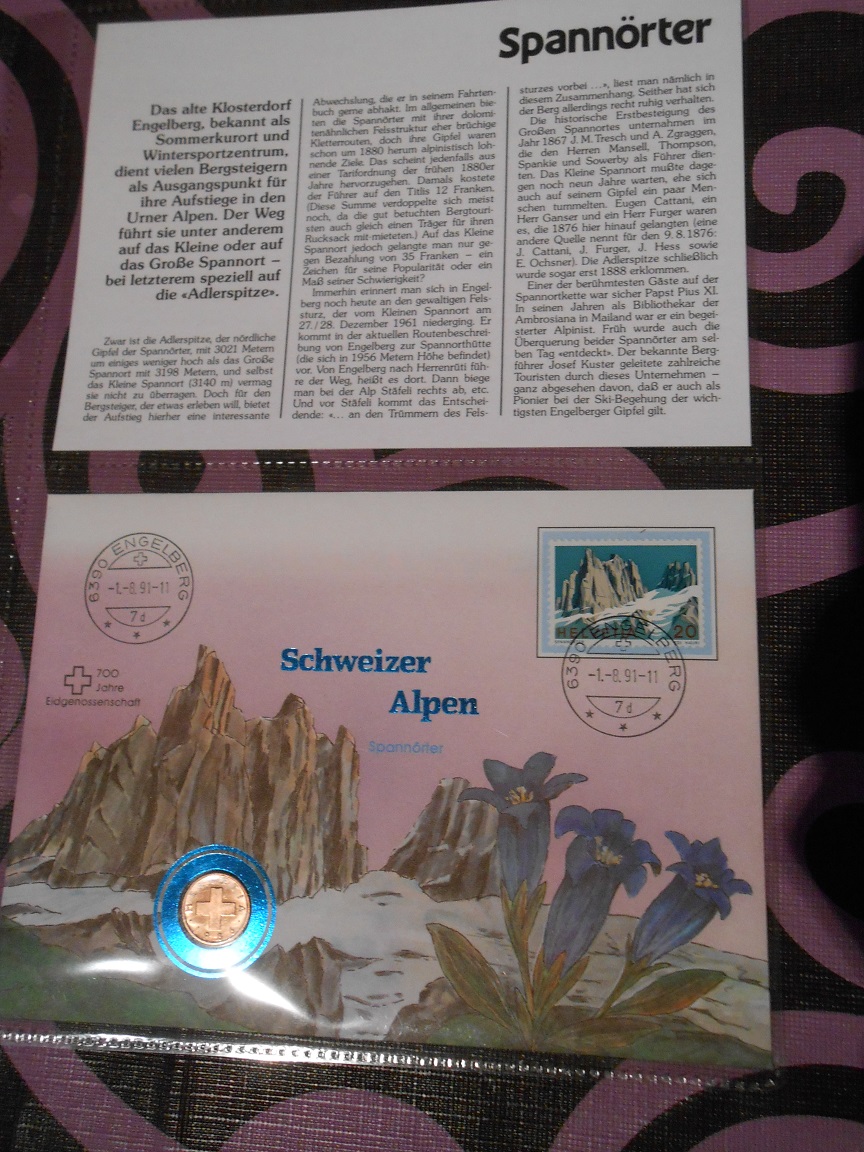 Spannörter
Das alte Klosterdorf
Engelberg, bekannt als
Sommerkurort und
Wintersportzentrum,
dient vielen Bergsteigern
als Ausgangspunkt für
ihre Aufstiege in den
Urner Alpen. Der Weg
führt sie unter anderem
auf das Kleine oder auf
das Große Spannort –
bei letzterem speziell auf
die «Adlerspitze».
Zwar ist die Adlerspitze, der nördliche
Gipfel der Spannörter, mit 3021 Metern
um einiges weniger hoch als das Große
Spannort mit 3198 Metern, und selbst
das Kleine Spannort (3140 m) vermag
sie nicht zu überragen. Doch für den
Bergsteiger, der etwas erleben will, bietet
der Aufstieg hierher eine interessante
Abwechslung, die er in seinem Fahrten-
buch gerne abhakt. Im allgemeinen bie-
ten die Spannörter mit ihrer dolomi-
tenähnlichen Felsstruktur eher brüchige
Kletterrouten, doch ihre Gipfel waren
schon um 1880 herum alpinistisch loh-
nende Ziele. Das scheint jedenfalls aus
einer Tarifordnung der frühen 1880er
Jahre hervorzugehen. Damals kostete
der Führer auf den Titlis 12 Franken.
(Diese Summe verdoppelte sich meist
noch, da die gut betuchten Bergtouri-
sten auch gleich einen Träger für ihren
Rucksack mit-mieteten.) Auf das Kleine
Spannort jedoch gelangte man nur ge-
gen Bezahlung von 35 Franken – ein
Zeichen für seine Popularität oder ein
Maß seiner Schwierigkeit?
Immerhin erinnert man sich in Engel-
berg noch heute an den gewaltigen Fels-
sturz, der vom Kleinen Spannort am
27./28. Dezember 1961 niederging. Er
kommt in der aktuellen Routenbeschrei-
bung von Engelberg zur Spannorthütte
(die sich in 1956 Metern Höhe befindet)
vor. Von Engelberg nach Herrenrüti füh-
re der Weg, heißt es dort. Dann biege
man bei der Alp Stäfeli rechts ab, etc.
Und vor Stäfeli kommt das Entschei-
dende: «... an den Trümmern des Fels-
sturzes vorbei ...», liest man nämlich in
diesem Zusammenhang. Seither hat sich
der Berg allerdings recht ruhig verhalten.
Die historische Erstbesteigung des
Großen Spannortes unternahmen im
Jahr 1867 J. M. Tresch und A. Zgraggen,
die den Herren Mansell, Thompson,
Spankie und Sowerby als Führer dien-
ten. Das Kleine Spannort mußte dage-
gen noch neun Jahre warten, ehe sich
auch auf seinem Gipfel ein paar Men-
schen tummelten. Eugen Cattani, ein
Herr Ganser und ein Herr Furger waren
es, die 1876 hier hinauf gelangten (eine
andere Quelle nennt für den 9. 8. 1876:
J. Cattani, J. Furger, J. Hess sowie
E. Ochsner). Die Adlerspitze schließlich
wurde sogar erst 1888 erklommen.
Einer der berühmtesten Gäste auf der
Spannortkette war sicher Papst Pius XI.
In seinen Jahren als Bibliothekar der
Ambrosiana in Mailand war er ein begei-
sterter Alpinist. Früh wurde auch die
Überquerung beider Spannörter am sel-
ben Tag «entdeckt». Der bekannte Berg-
führer Josef Kuster geleitete zahlreiche
Touristen durch dieses Unternehmen –
ganz abgesehen davon, daß er auch als
Pionier bei der Ski-Begehung der wich-
tigsten Engelberger Gipfel gilt.
6390 ENGELBERG
-1.-8.91-11
7d
HELVETIA 20
6390 ENGELBERG
-1.-8.91-11
7d
700
Jahre
Eidgenossenschaft
Schweizer
Alpen
Spannörter